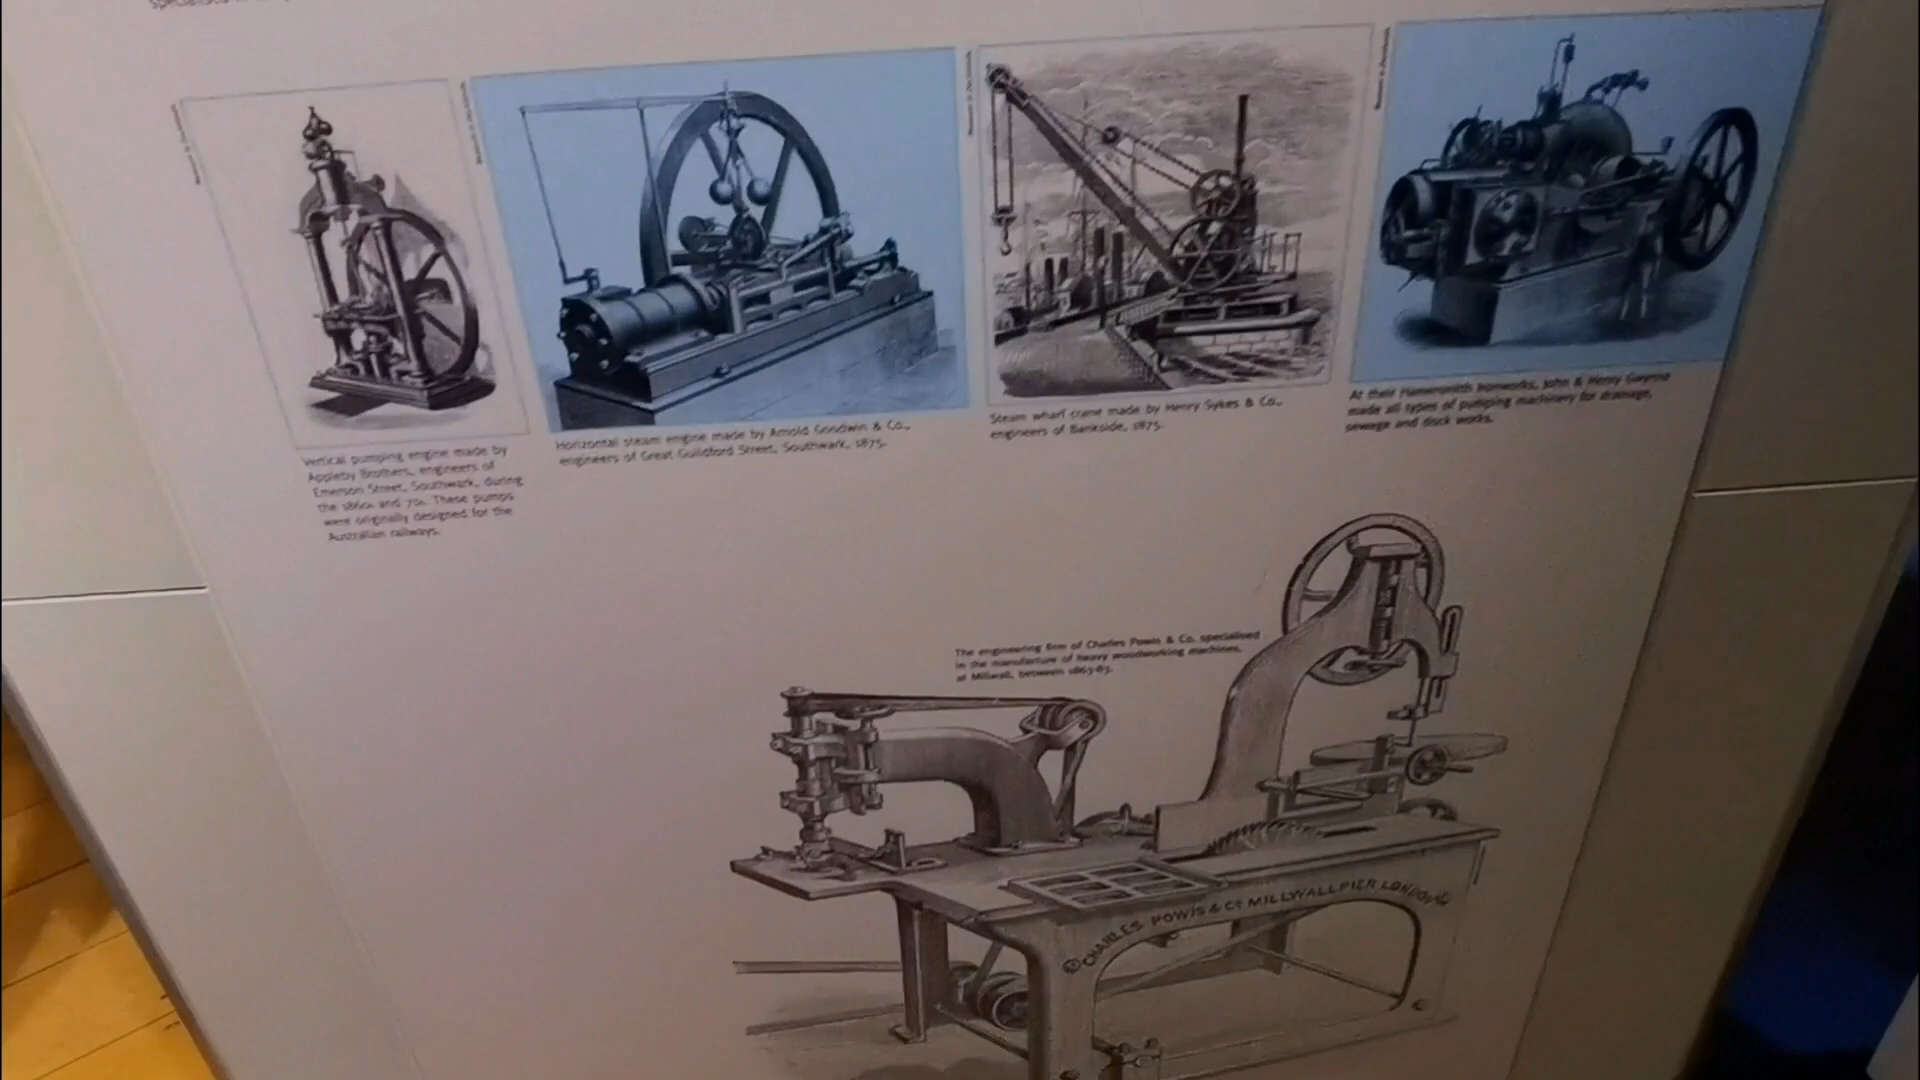 Vertical pumping engine made by
Appleby Brothers, engineers of
Emerson Street, Southwark, during
the 1860s and 70s. These pumps
were originally designed for the
Australian railways.
Horizontal steam engine made by Arnold Goodwin & Co.,
engineers of Great Guildford Street, Southwark, 1875.
Steam wharf crane made by Henry Sykes & Co.,
engineers of Bankside, 1875.
At their Hammersmith Ironworks, John & Henry Gwynne
made all types of pumping machinery for drainage,
sewage and dock works.
The engineering firm of Charles Powis & Co. specialised
in the manufacture of heavy woodworking machines,
at Millwall, between
CHARLES POWIS & Co MILLWALL PIER LONDON